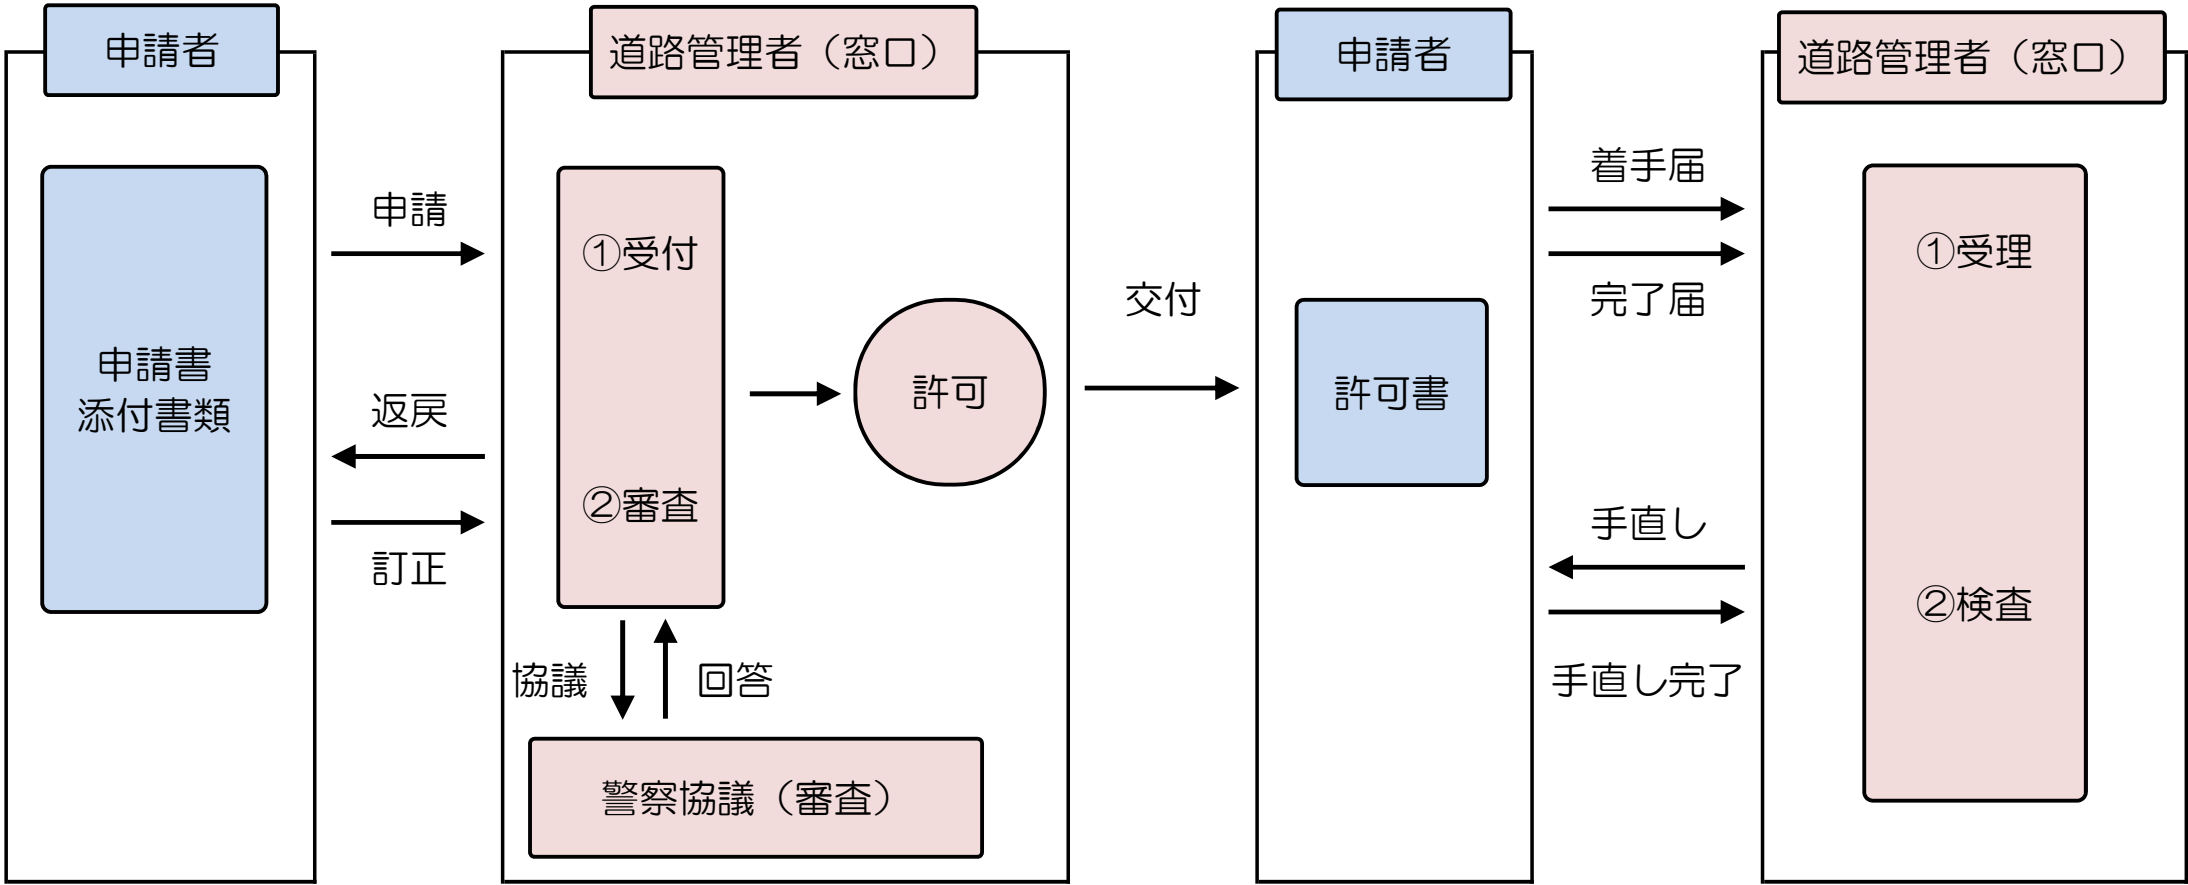 申請者
申請書
添付書類
申請
返戻
訂正
道路管理者（窓口）
①受付
②審査
許可
協議
回答
警察協議（審査）
交付
申請者
許可書
着手届
完了届
手直し
手直し完了
道路管理者（窓口）
①受理
②検査